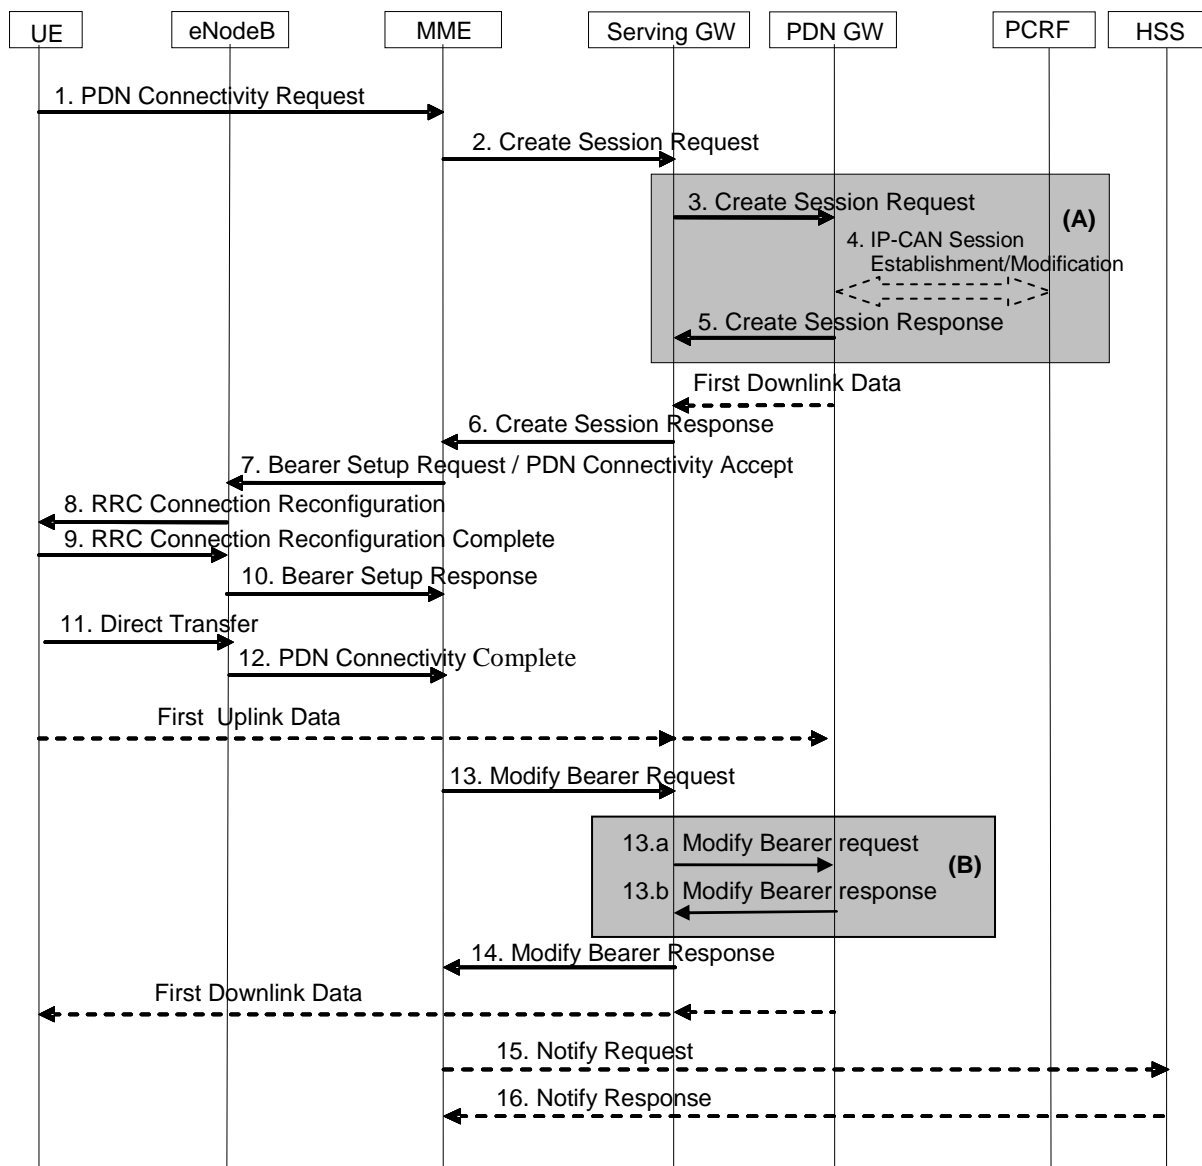 UE
eNodeB
MME
Serving GW
PDN GW
PCRF
HSS
1. PDN Connectivity Request
2. Create Session Request
3. Create Session Request
(A)
4. IP-CAN Session
Establishment/Modification
5. Create Session Response
First Downlink Data
6. Create Session Response
7. Bearer Setup Request / PDN Connectivity Accept
8. RRC Connection Reconfiguration
9. RRC Connection Reconfiguration Complete
10. Bearer Setup Response
11. Direct Transfer
12. PDN Connectivity Complete
First Uplink Data
13. Modify Bearer Request
13.a Modify Bearer request
(B)
13.b Modify Bearer response
14. Modify Bearer Response
First Downlink Data
15. Notify Request
16. Notify Response